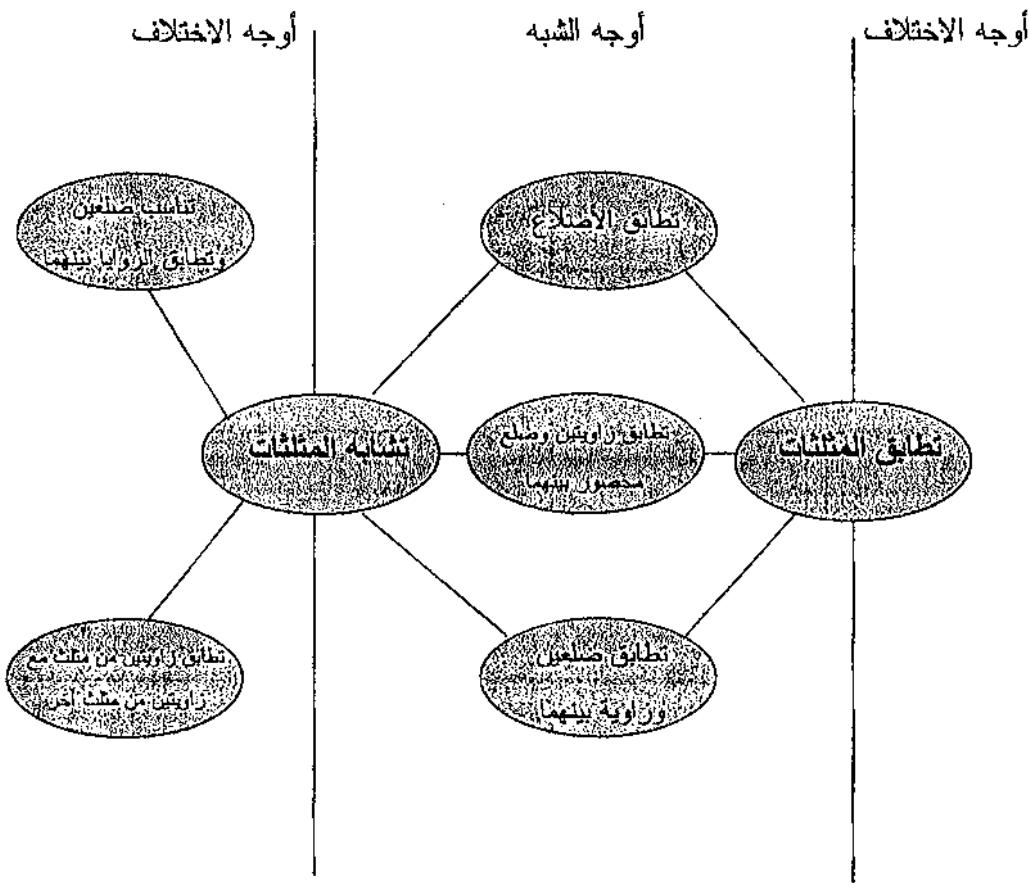 أوجه الاختلاف
أوجه الشبه
أوجه الاختلاف
تطابق الأضلاع
تناسب ضلعين
وتطابق الزوايا بينهما
تطابق المثلثات
تطابق زاويتين وضلع
محصور بينهما
تشابه المثلثات
تطابق ضلعين
وزاوية بينهما
تطابق زاويتين من مثلث مع
زاويتين من مثلث آخر